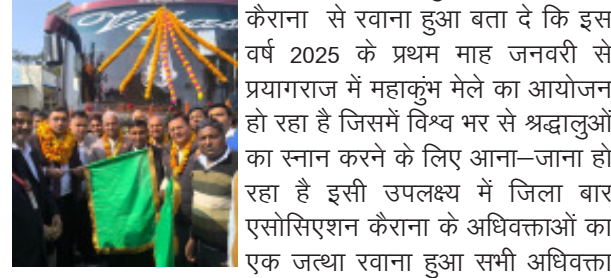 कैराना से रवाना हुआ बता दे कि इस
वर्ष 2025 के प्रथम माह जनवरी से
प्रयागराज में महाकुंभ मेले का आयोजन
हो रहा है जिसमें विश्व भर से श्रद्धालुओं
का स्नान करने के लिए आना–जाना हो
रहा है इसी उपलक्ष्य में जिला बार
एसोसिएशन कैराना के अधिवक्ताओं का
एक जत्था रवाना हुआ सभी अधिवक्ता